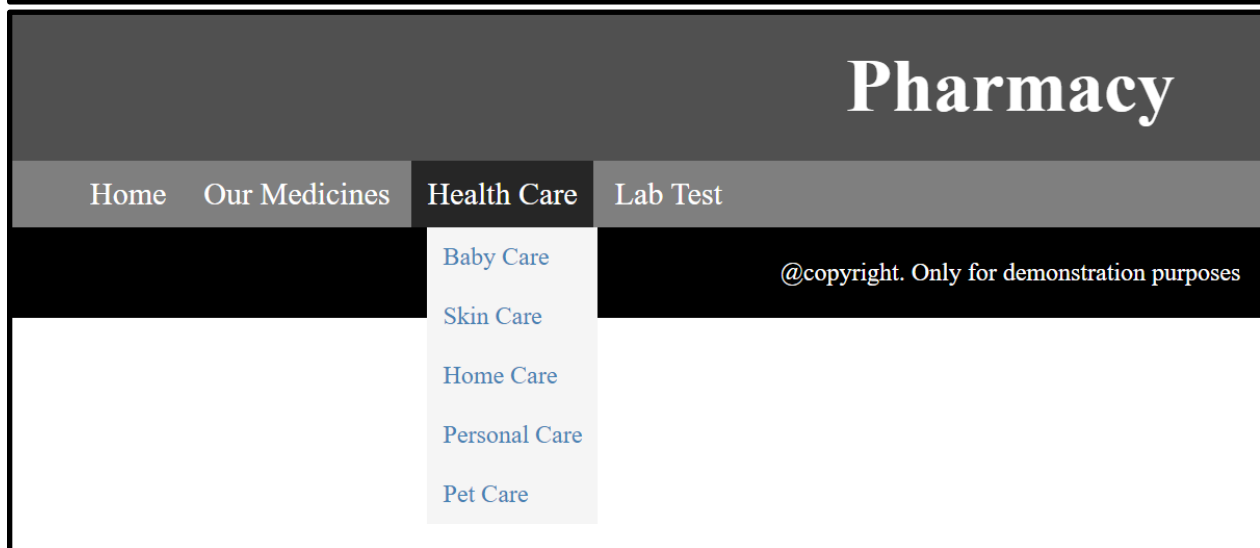 Pharmacy
Home Our Medicines Health Care Lab Test
Baby Care
@copyright. Only for demonstration purposes
Skin Care
Home Care
Personal Care
Pet Care